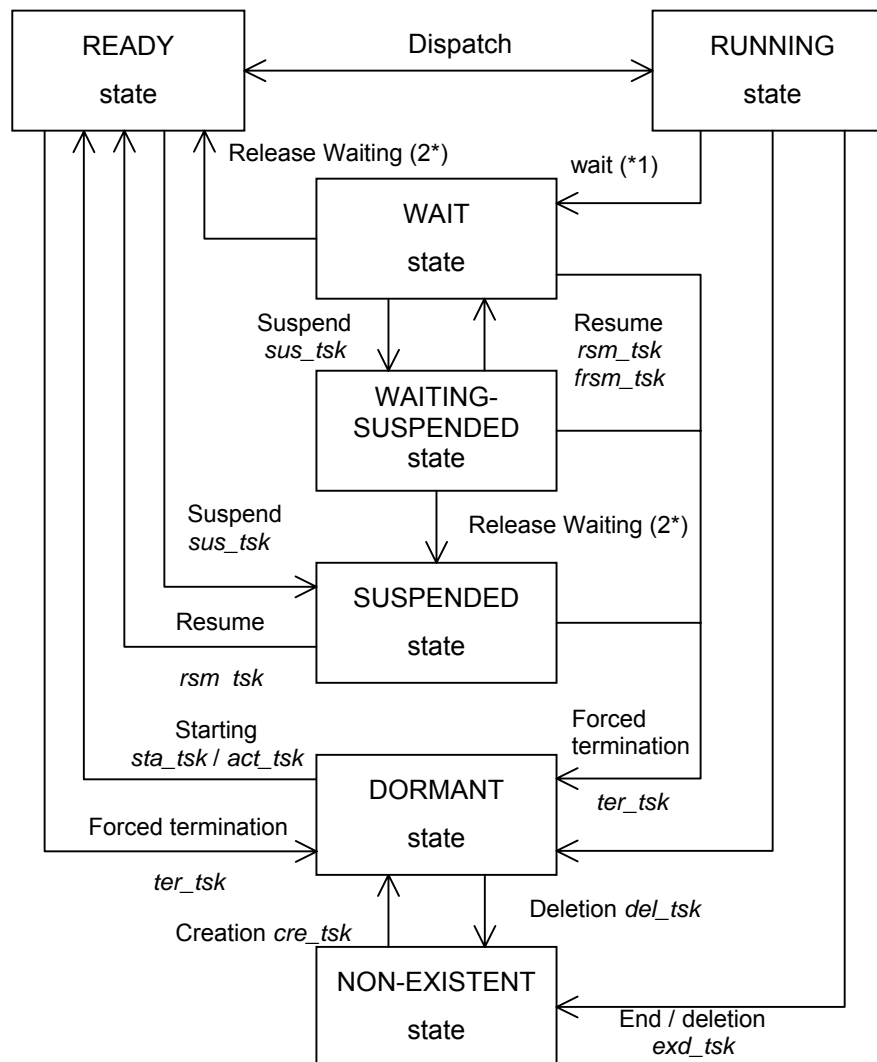 READY
state
Dispatch
RUNNING
state
Release Waiting (2*)
wait (*1)
WAIT
state
Suspend
sus_tsk
Resume
rsm_tsk
frsm_tsk
WAITING-
SUSPENDED
state
Suspend
sus_tsk
Release Waiting (2*)
SUSPENDED
state
Resume
rsm tsk
Starting
sta_tsk / act_tsk
Forced
termination
ter_tsk
DORMANT
state
Forced termination
ter_tsk
Creation cre_tsk
Deletion del_tsk
NON-EXISTENT
state
End / deletion
exd_tsk